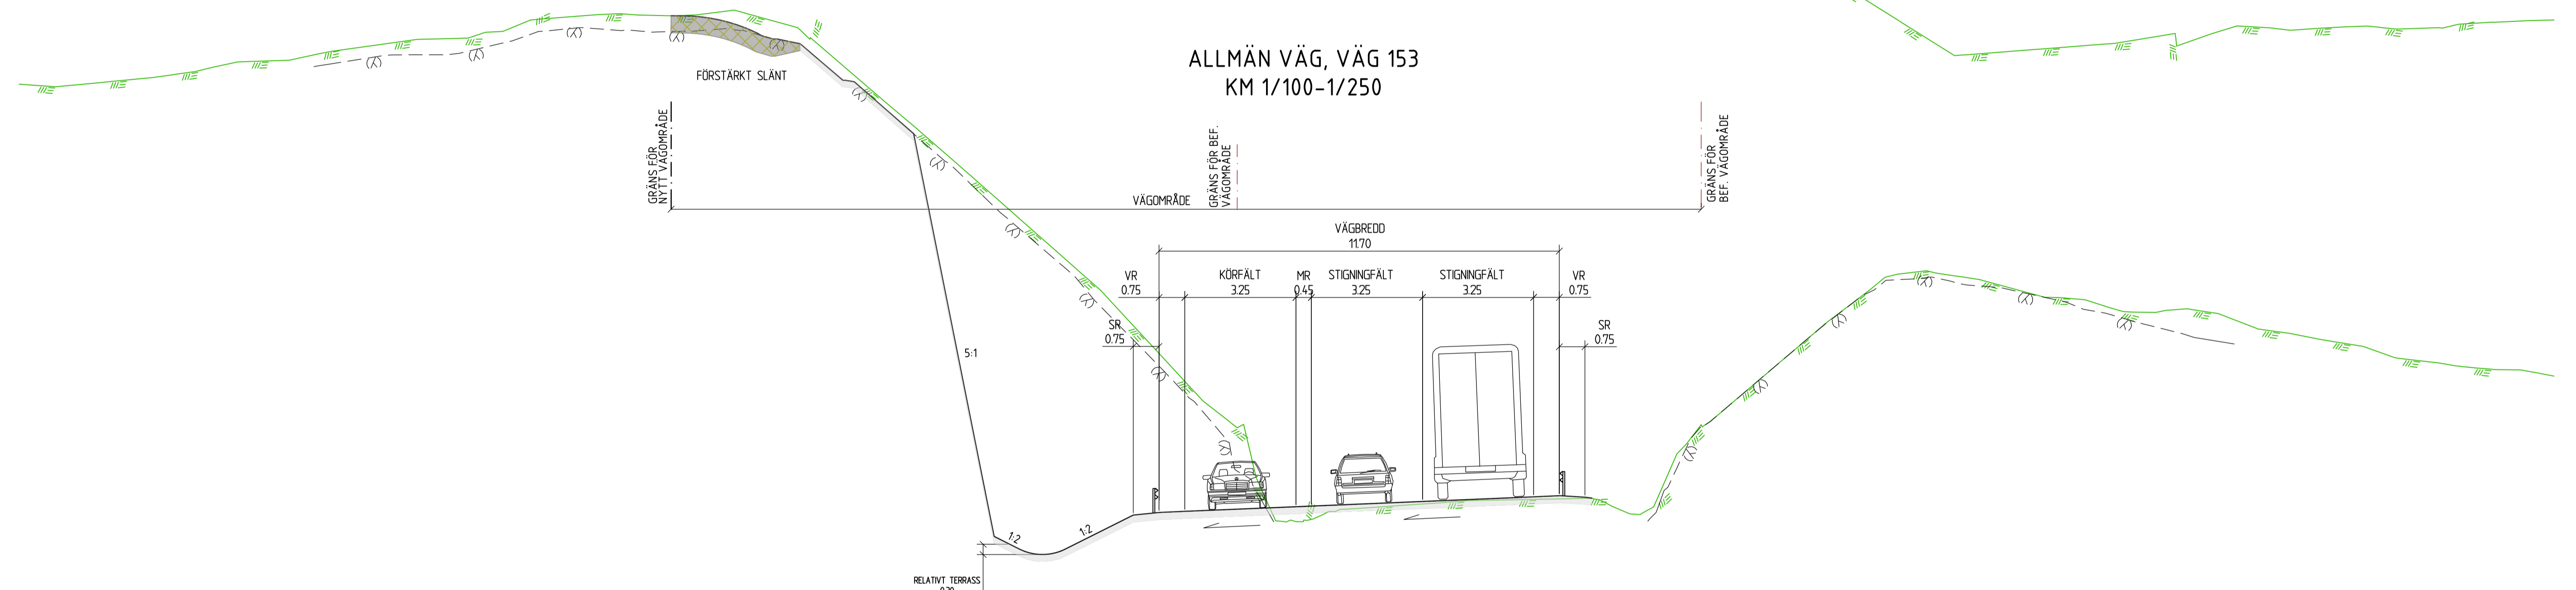 ALLMÄN VÄG, VÄG 153
KM 1/100-1/250
FÖRSTÄRKT SLÄNT
GRÄNS FÖR
NYTT VÄGOMRÅDE
GRÄNS FÖR BEF.
VÄGOMRÅDE
GRÄNS FÖR
BEF. VÄGOMRÅDE
VÄGOMRÅDE
VÄGBREDD
11.70
VR
0.75
KÖRFÄLT
3.25
MR
0.45
STIGNINGFÄLT
3.25
STIGNINGFÄLT
3.25
VR
0.75
SR
0.75
SR
0.75
5:1
1:2
1:2
RELATIVT TERRASS